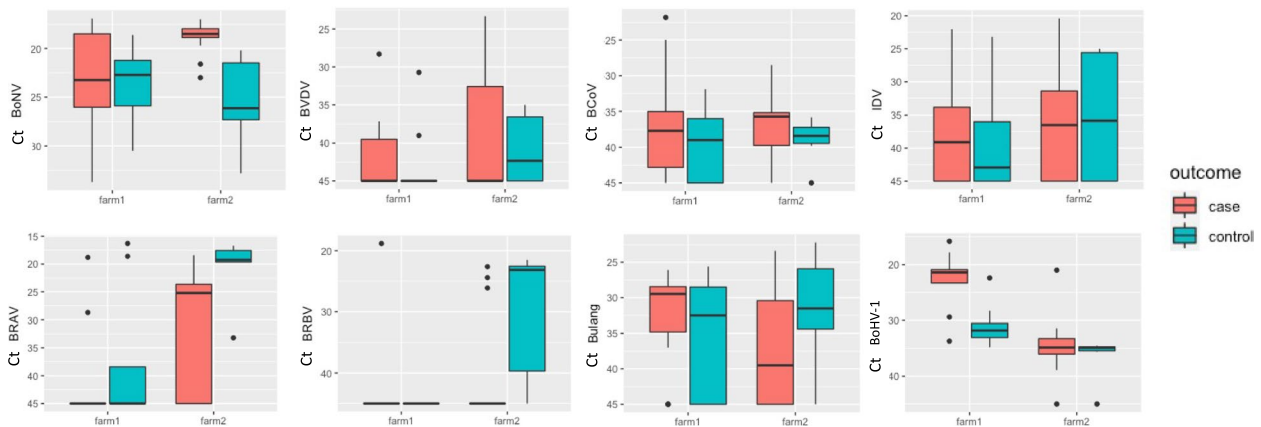 Ct BoNV
20
25
30
farm1 farm2
Ct BVDV
25
30
35
40
45
farm1 farm2
Ct BCoV
25
30
35
40
45
farm1 farm2
Ct IDV
20
25
30
35
40
45
farm1 farm2
outcome
case
control
Ct BRAV
15
20
25
30
35
40
45
farm1 farm2
Ct BRBV
20
30
40
farm1 farm2
Ct Bulang
25
30
35
40
45
farm1 farm2
Ct BoHV-1
20
30
40
farm1 farm2